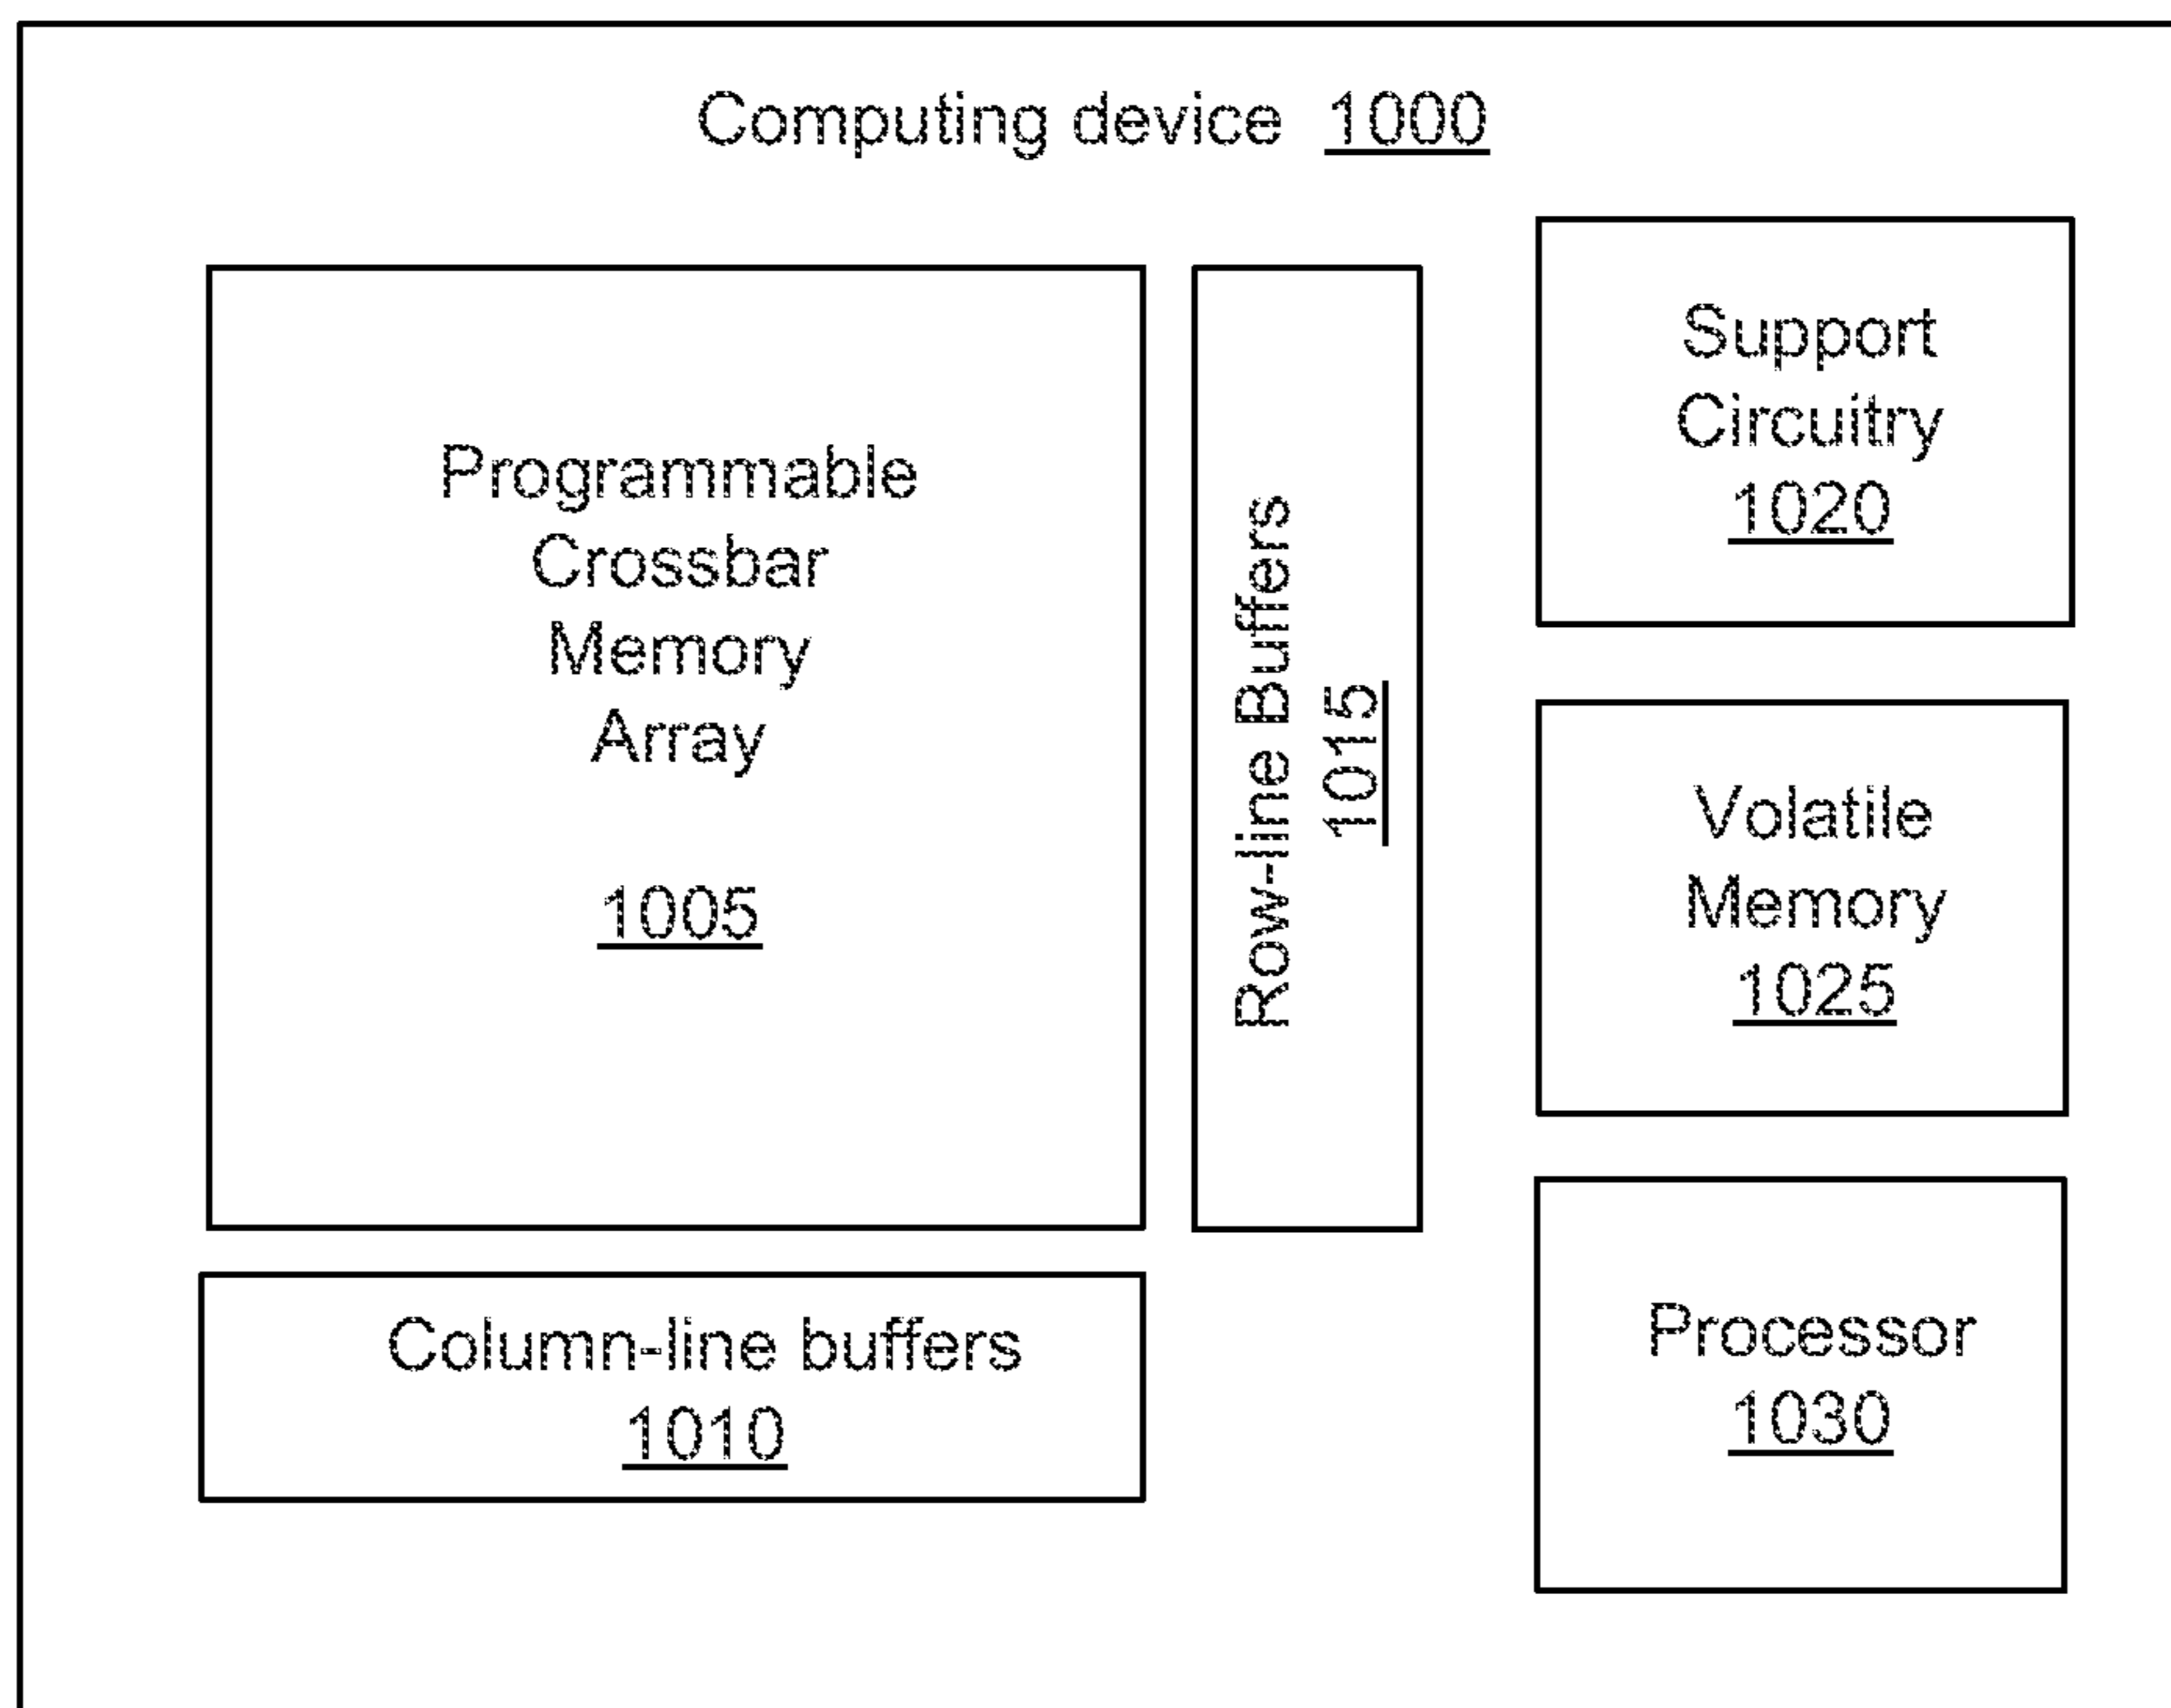 Computing device 1000
Programmable
Crossbar
Memory
Array
1005
Row-line Buffers
1015
Column-line buffers
1010
Support
Circuitry
1020
Volatile
Memory
1025
Processor
1030